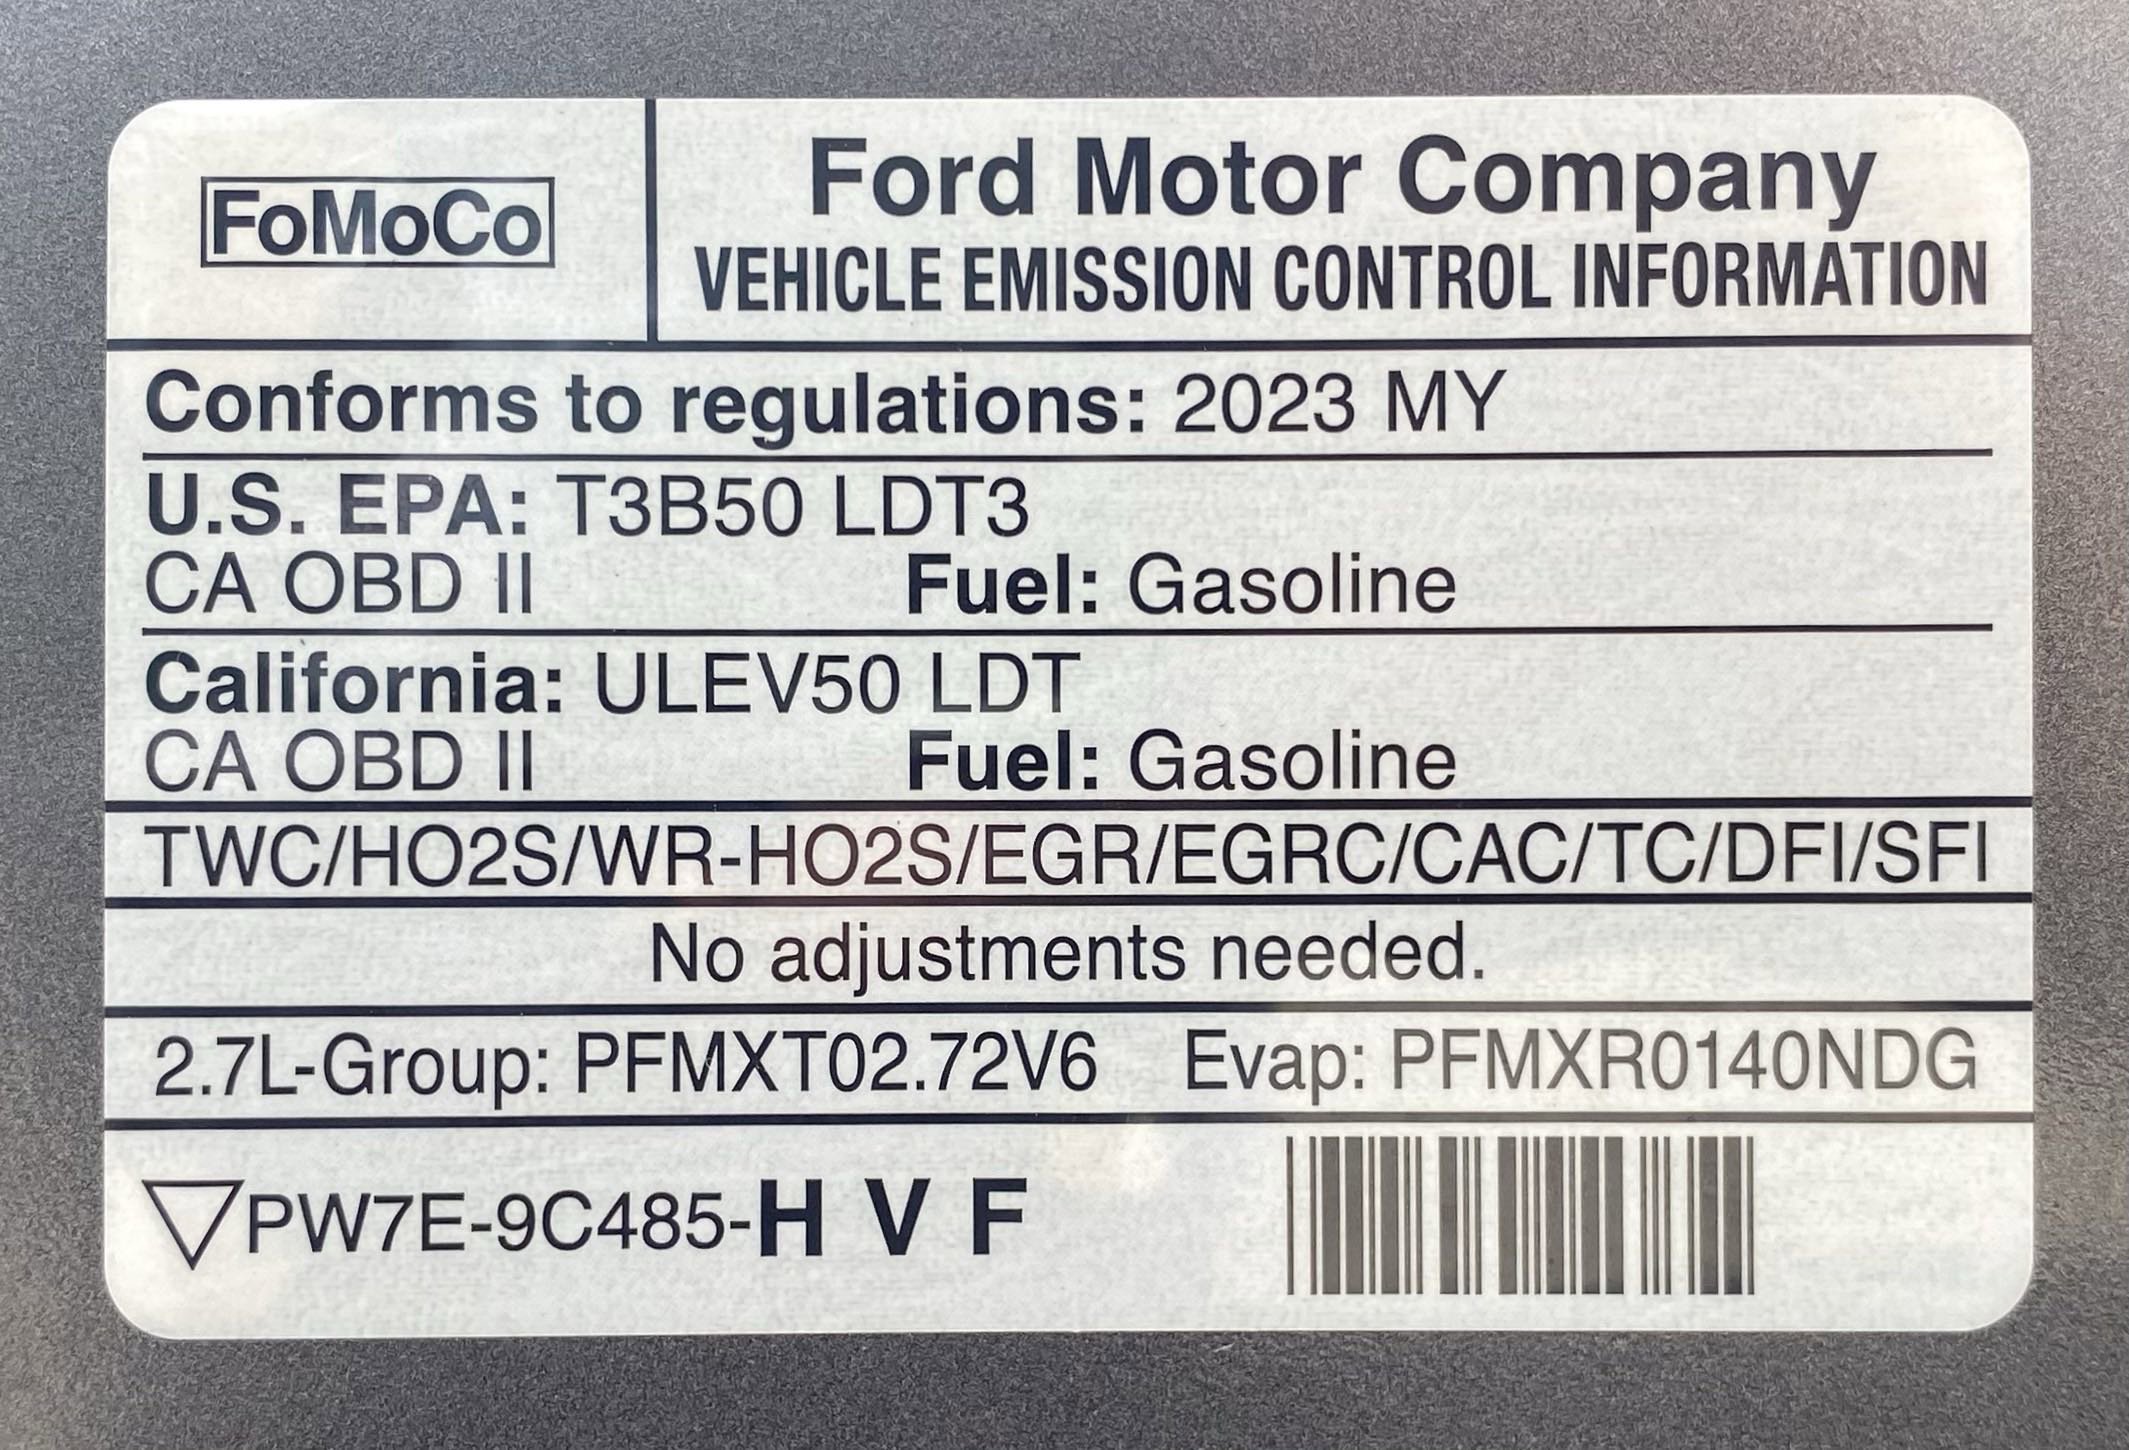 FoMoCo
Ford Motor Company
VEHICLE EMISSION CONTROL INFORMATION
Conforms to regulations: 2023 MY
U.S. EPA: T3B50 LDT3
CA OBD II Fuel: Gasoline
California: ULEV50 LDT
CA OBD II Fuel: Gasoline
TWC/HO2S/WR-HO2S/EGR/EGRC/CAC/TC/DFI/SFI
No adjustments needed.
2.7L-Group: PFMXT02.72V6 Evap: PFMXR0140NDG
PW7E-9C485-H V F